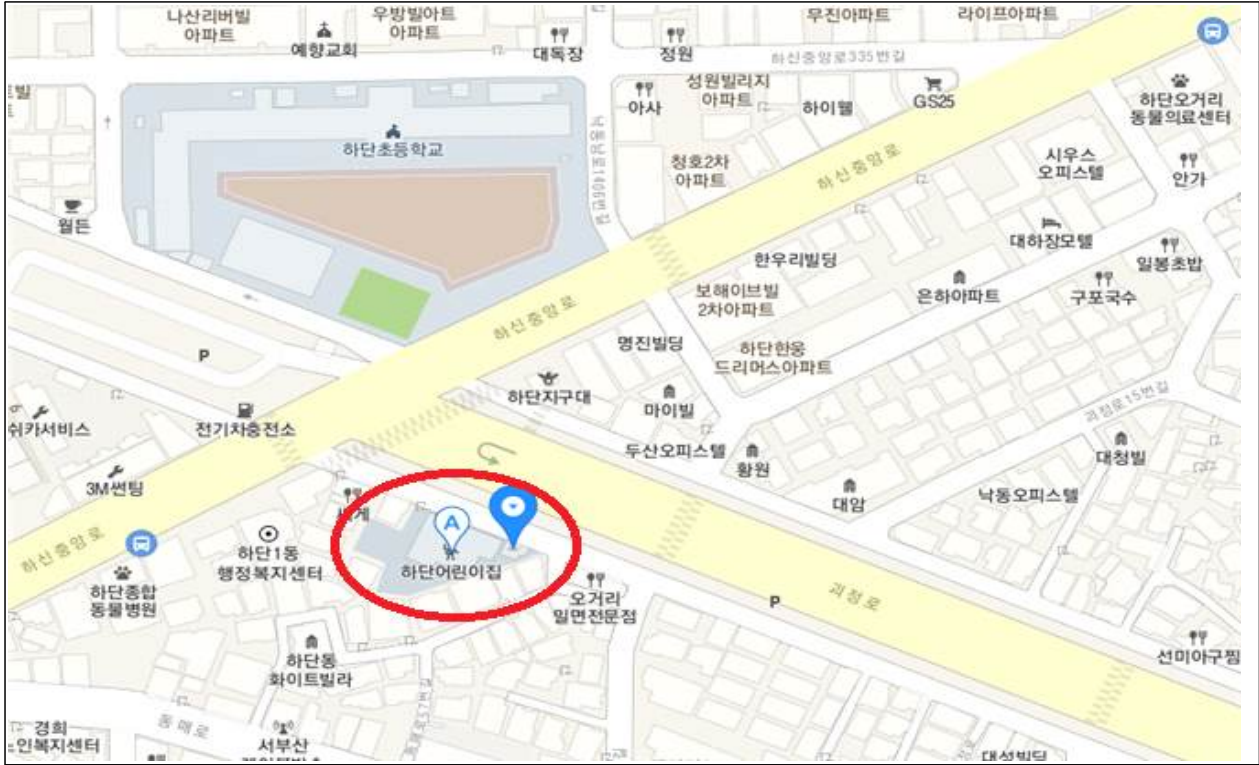 나산리버빌
아파트
예향교회
우방빌아트
아파트
대독장
정원
무진아파트
라이프아파트
하신중앙로335번길
성원빌리지
아파트
아사
하이웰
GS25
하단오거리
동물의료센터
하단초등학교
낙동남로1406번길
청호2차
아파트
하신중앙로
시우스
오피스텔
안가
월든
한우리빌딩
대하장모텔
일봉초밥
보해이브빌
2차아파트
은하아파트
구포국수
하신중앙로
명진빌딩
하단한웅
드리머스아파트
P
하단지구대
마이빌
괴정로15번길
쉬카서비스
전기차충전소
두산오피스텔
황원
대청빌
3M썬팅
대암
낙동오피스텔
A
하신중앙로
하단1동
행정복지센터
하단어린이집
하단종합
동물병원
오거리
밀면전문점
P
괴정로
선미아구찜
하단동
화이트빌라
동매로
경희
인복지센터
서부산
대성빌딩